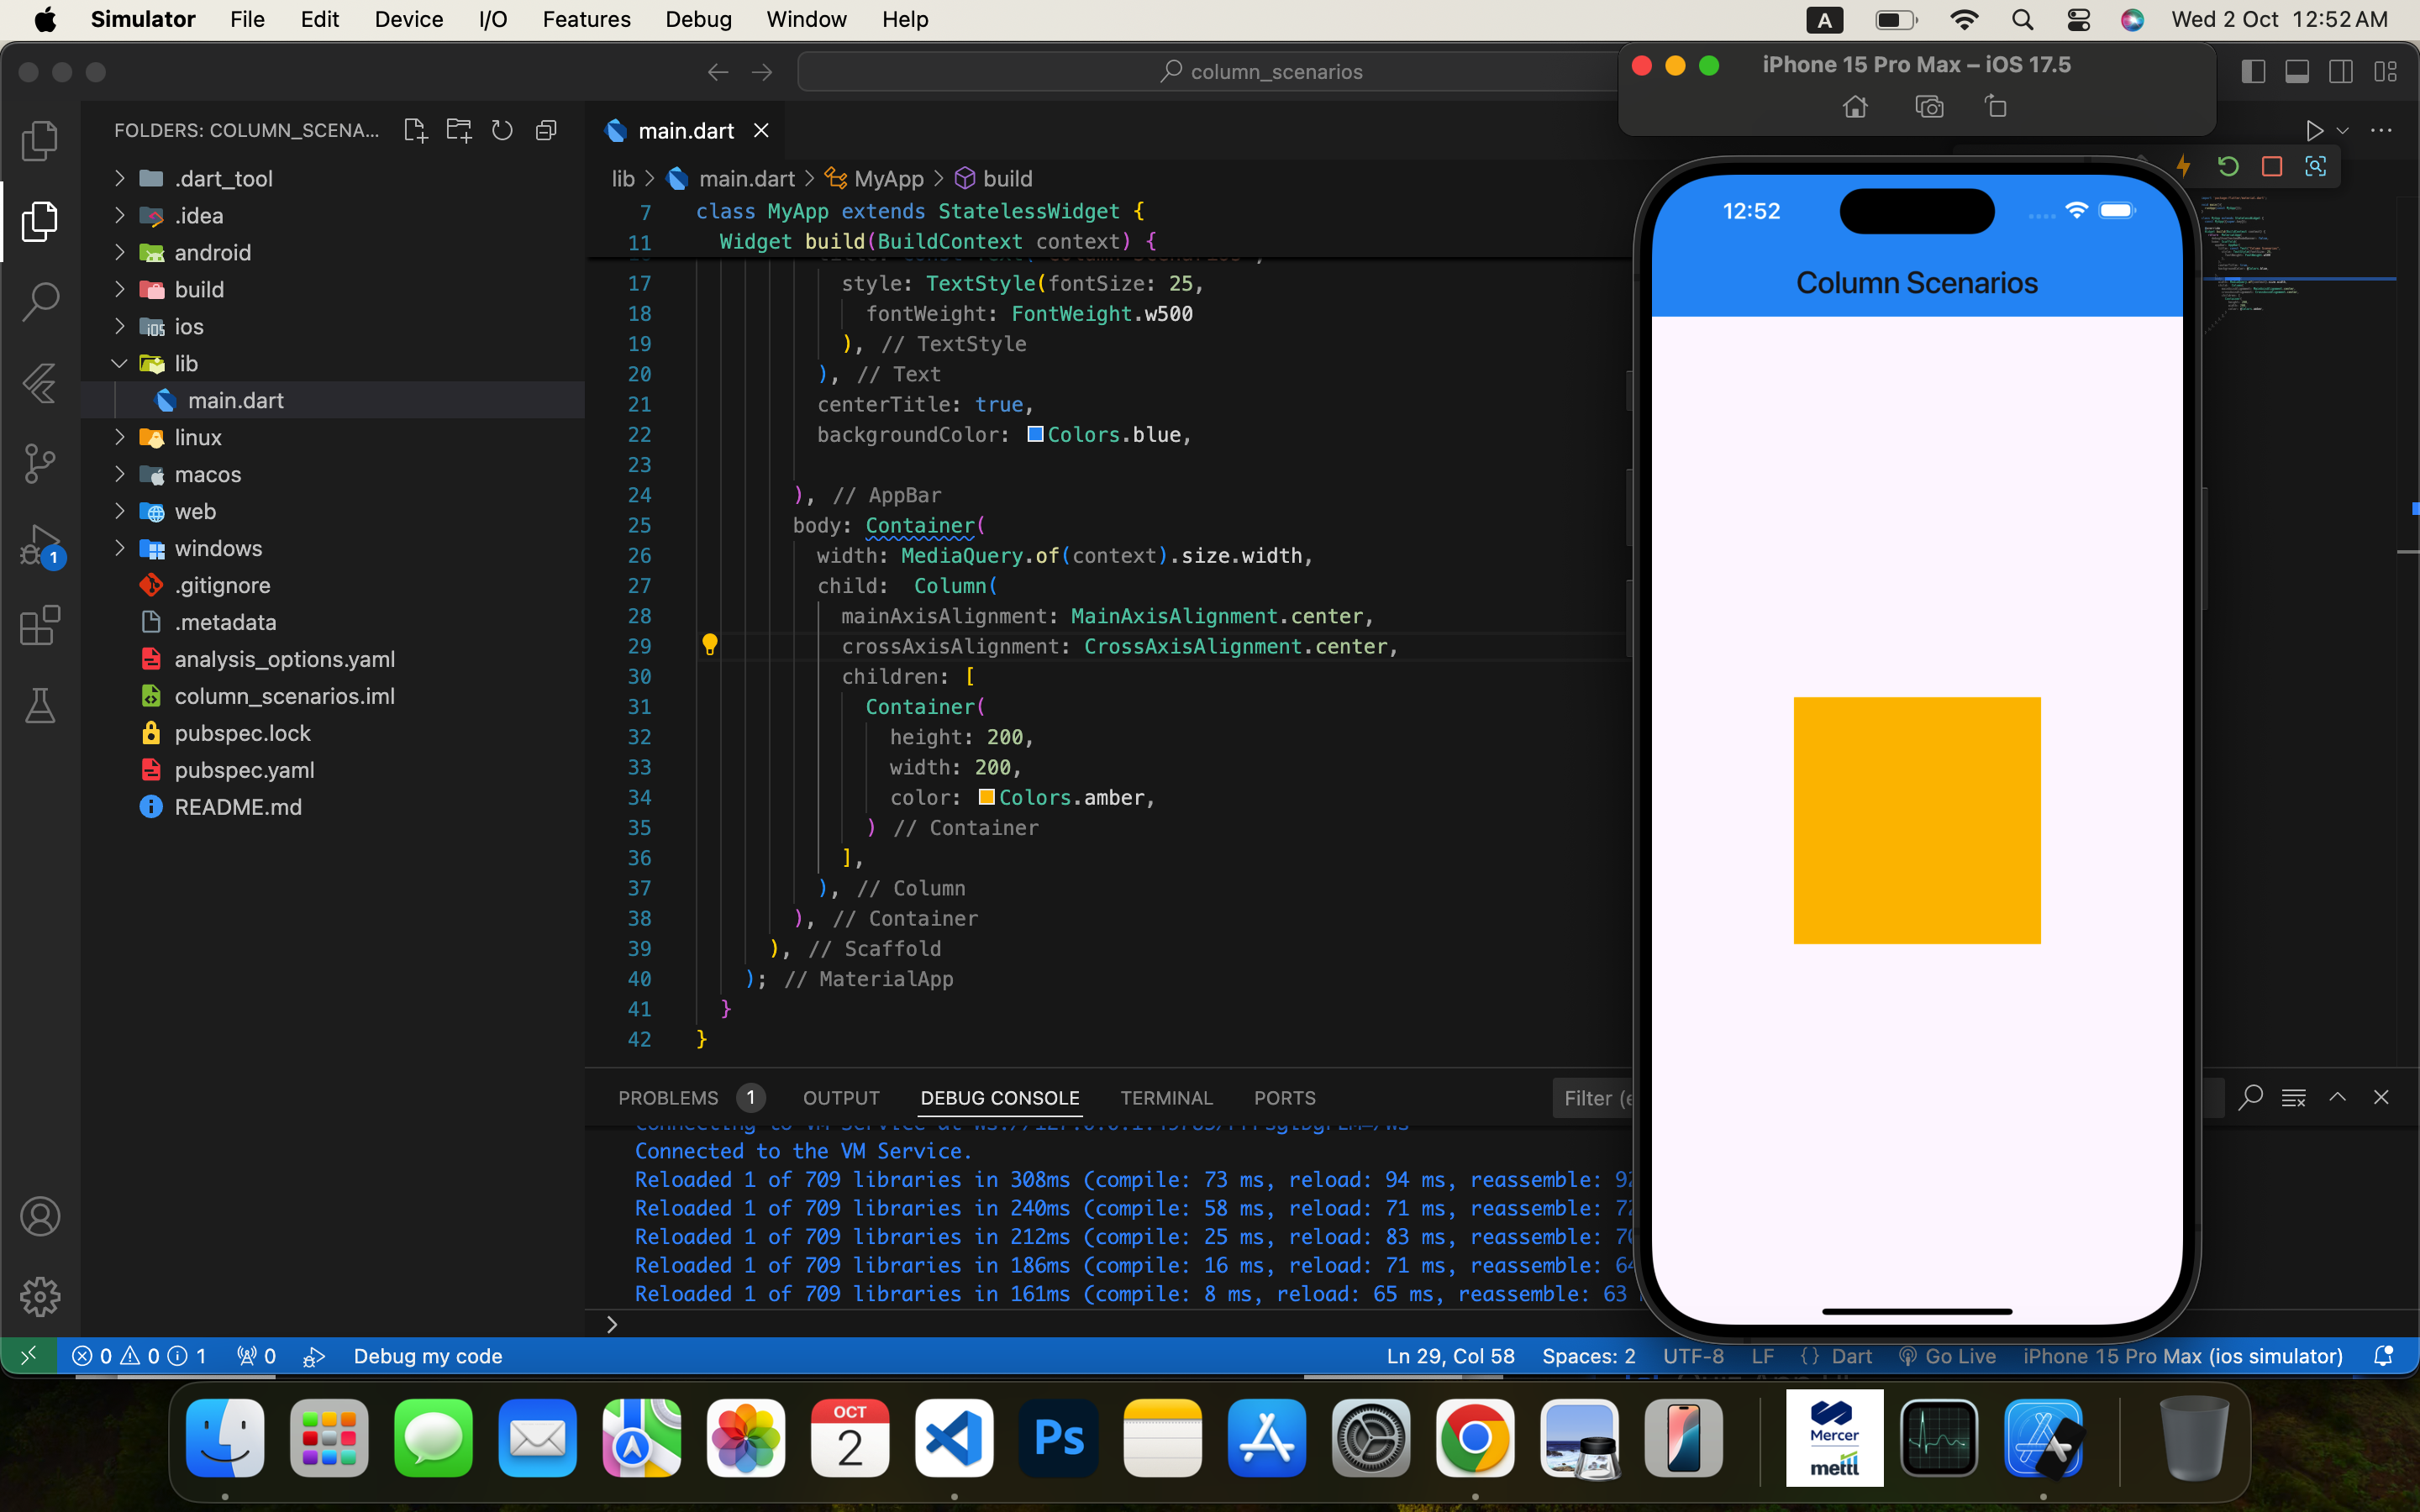 Simulator File Edit Device I/O Features Debug Window Help A Wed 2 Oct 12:52 AM
column_scenarios
iPhone 15 Pro Max – iOS 17.5
FOLDERS: COLUMN_SCENA...
.dart_tool
.idea
android
build
ios
lib
main.dart
linux
macos
web
windows
.gitignore
.metadata
analysis_options.yaml
column_scenarios.iml
pubspec.lock
pubspec.yaml
README.md
1
main.dart
lib > main.dart > MyApp > build
7 class MyApp extends StatelessWidget {
11 Widget build(BuildContext context) {
17 style: TextStyle(fontSize: 25,
18 fontWeight: FontWeight.w500
19 ), // TextStyle
20 ), // Text
21 centerTitle: true,
22 backgroundColor: Colors.blue,
23
24 ), // AppBar
25 body: Container(
26 width: MediaQuery.of(context).size.width,
27 child: Column(
28 mainAxisAlignment: MainAxisAlignment.center,
29 crossAxisAlignment: CrossAxisAlignment.center,
30 children: [
31 Container(
32 height: 200,
33 width: 200,
34 color: Colors.amber,
35 ) // Container
36 ],
37 ), // Column
38 ), // Container
39 ), // Scaffold
40 ); // MaterialApp
41 }
42 }
12:52
Column Scenarios
PROBLEMS 1 OUTPUT DEBUG CONSOLE TERMINAL PORTS Filter (e
Connected to the VM Service.
Reloaded 1 of 709 libraries in 308ms (compile: 73 ms, reload: 94 ms, reassemble: 92
Reloaded 1 of 709 libraries in 240ms (compile: 58 ms, reload: 71 ms, reassemble: 72
Reloaded 1 of 709 libraries in 212ms (compile: 25 ms, reload: 83 ms, reassemble: 70
Reloaded 1 of 709 libraries in 186ms (compile: 16 ms, reload: 71 ms, reassemble: 64
Reloaded 1 of 709 libraries in 161ms (compile: 8 ms, reload: 65 ms, reassemble: 63
>
0 0 1 0 Debug my code Ln 29, Col 58 Spaces: 2 UTF-8 LF {} Dart Go Live iPhone 15 Pro Max (ios simulator)
OCT
2
Ps
Mercer
mettl